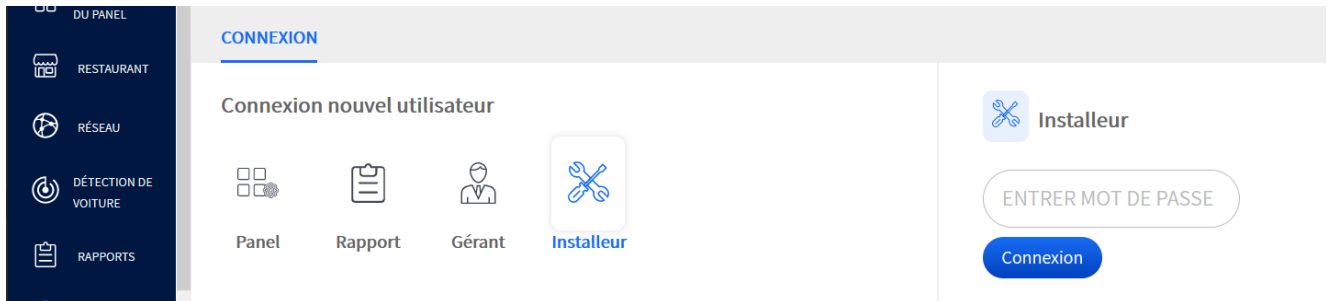 DU PANEL
RESTAURANT
RÉSEAU
DÉTECTION DE
VOITURE
RAPPORTS
CONNEXION
Connexion nouvel utilisateur
Panel
Rapport
Gérant
Installeur
Installeur
ENTRER MOT DE PASSE
Connexion